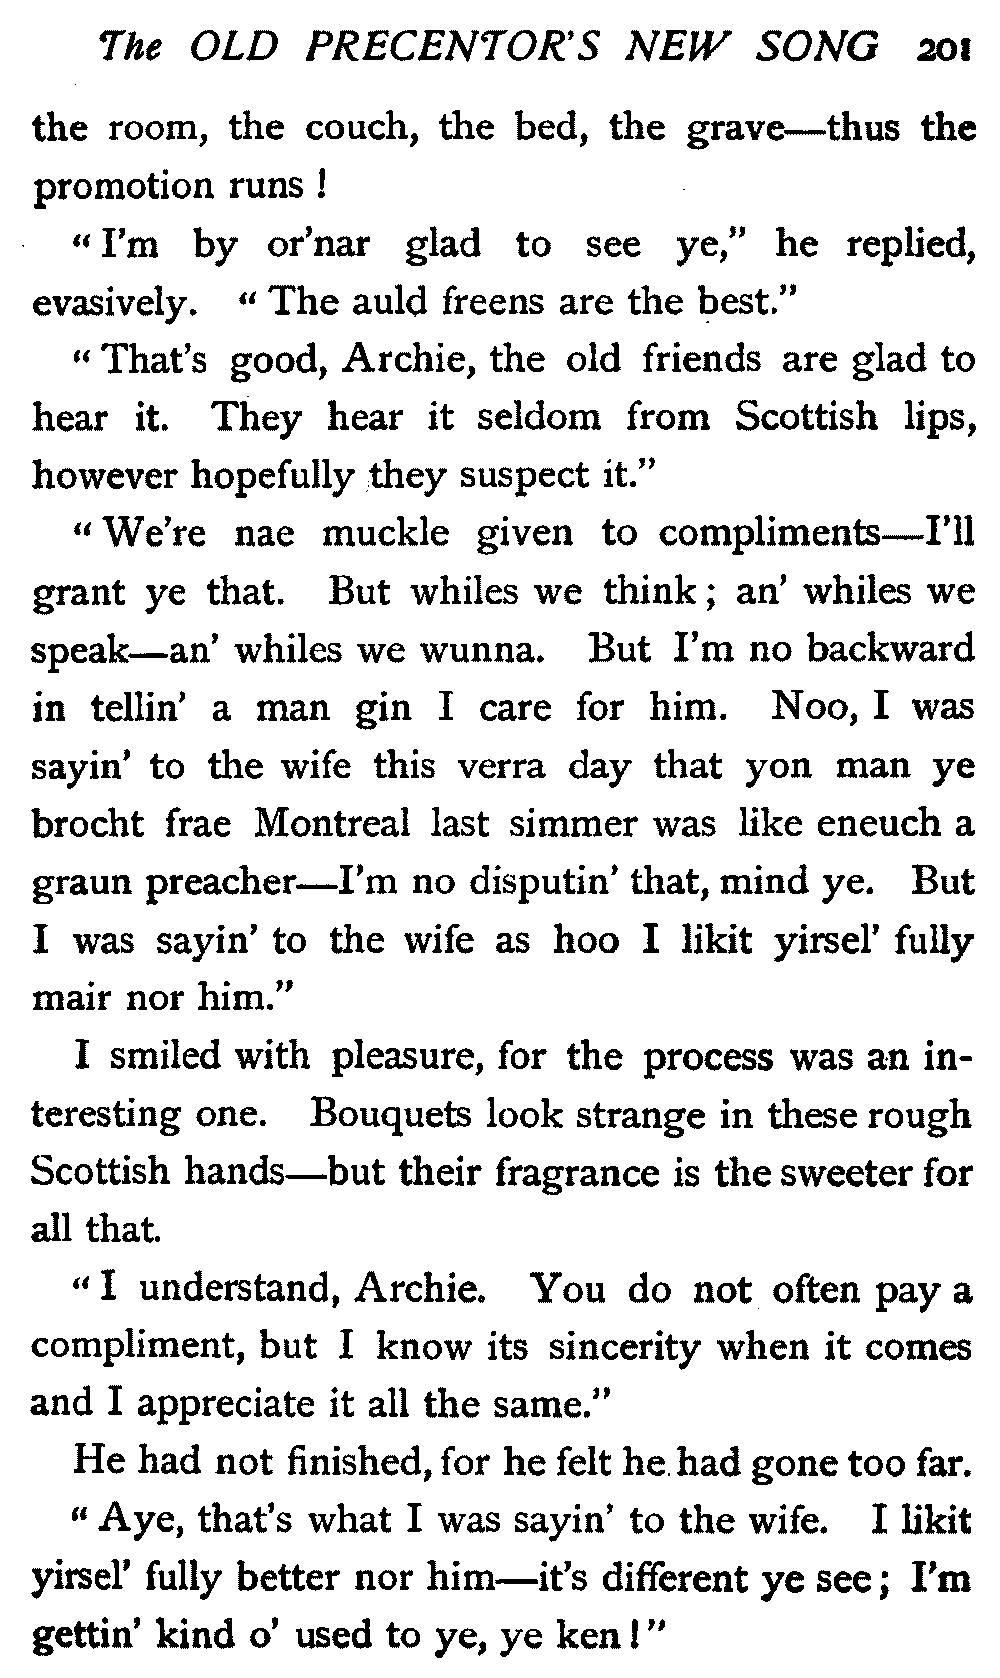 The OLD PRECENTOR'S NEW SONG 201
the room, the couch, the bed, the grave—thus the
promotion runs !
" I'm by or'nar glad to see ye," he replied,
evasively. " The auld freens are the best."
" That's good, Archie, the old friends are glad to
hear it. They hear it seldom from Scottish lips,
however hopefully they suspect it."
" We're nae muckle given to compliments—I'll
grant ye that. But whiles we think ; an' whiles we
speak—an' whiles we wunna. But I'm no backward
in tellin' a man gin I care for him. Noo, I was
sayin' to the wife this verra day that yon man ye
brocht frae Montreal last simmer was like eneuch a
graun preacher—I'm no disputin' that, mind ye. But
I was sayin' to the wife as hoo I likit yirsel' fully
mair nor him."
I smiled with pleasure, for the process was an in-
teresting one. Bouquets look strange in these rough
Scottish hands—but their fragrance is the sweeter for
all that.
" I understand, Archie. You do not often pay a
compliment, but I know its sincerity when it comes
and I appreciate it all the same."
He had not finished, for he felt he had gone too far.
" Aye, that's what I was sayin' to the wife. I likit
yirsel' fully better nor him—it's different ye see ; I'm
gettin' kind o' used to ye, ye ken ! "